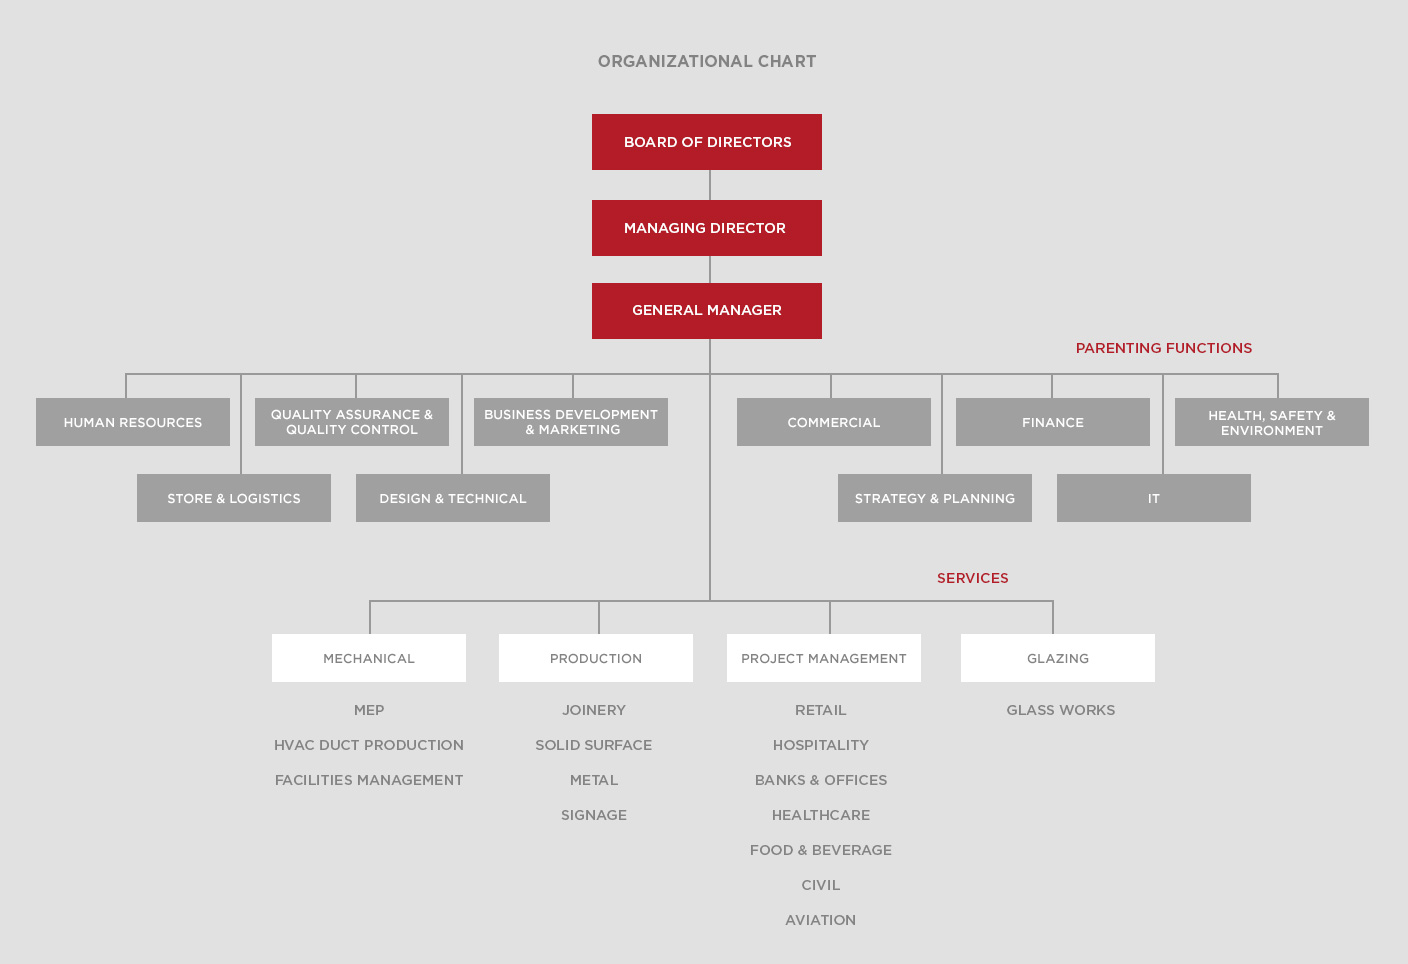 ORGANIZATIONAL CHART
BOARD OF DIRECTORS
MANAGING DIRECTOR
GENERAL MANAGER
PARENTING FUNCTIONS
HUMAN RESOURCES
QUALITY ASSURANCE &
QUALITY CONTROL
BUSINESS DEVELOPMENT
& MARKETING
COMMERCIAL
FINANCE
HEALTH, SAFETY &
ENVIRONMENT
STORE & LOGISTICS
DESIGN & TECHNICAL
STRATEGY & PLANNING
IT
SERVICES
MECHANICAL
MEP
HVAC DUCT PRODUCTION
FACILITIES MANAGEMENT
PRODUCTION
JOINERY
SOLID SURFACE
METAL
SIGNAGE
PROJECT MANAGEMENT
RETAIL
HOSPITALITY
BANKS & OFFICES
HEALTHCARE
FOOD & BEVERAGE
CIVIL
AVIATION
GLAZING
GLASS WORKS